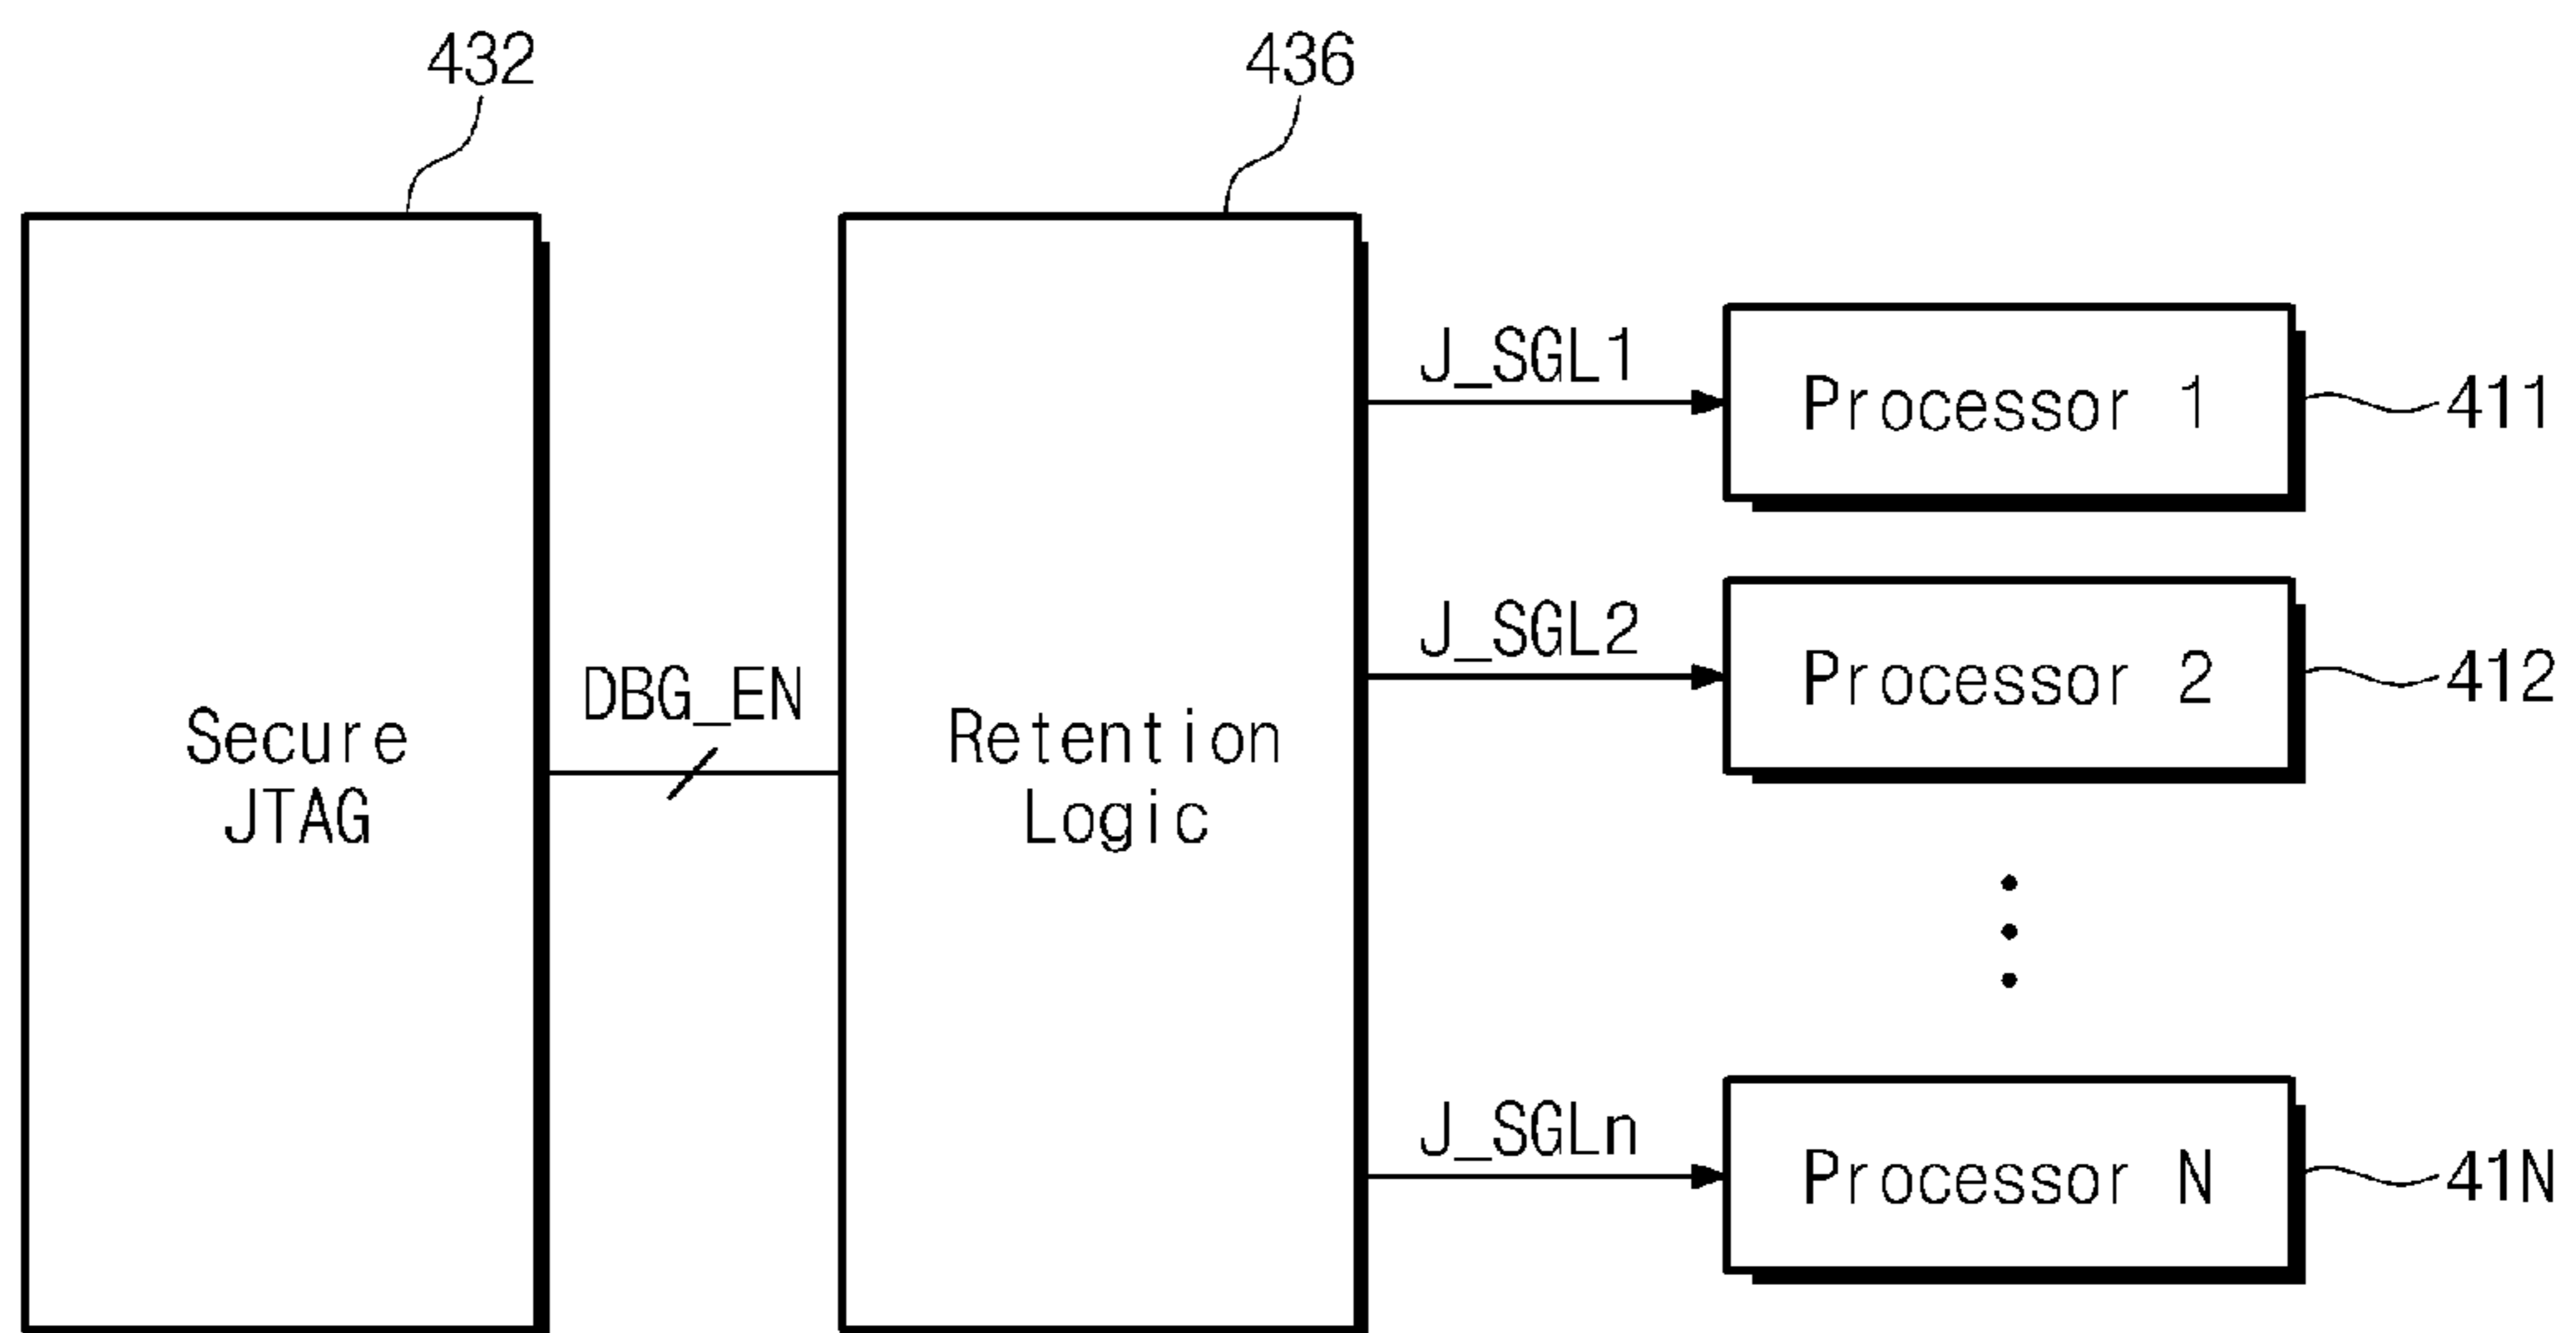 432
436
Secure
JTAG
DBG_EN
Retention
Logic
J_SGL1
Processor 1
411
J_SGL2
Processor 2
412
J_SGLn
Processor N
41N